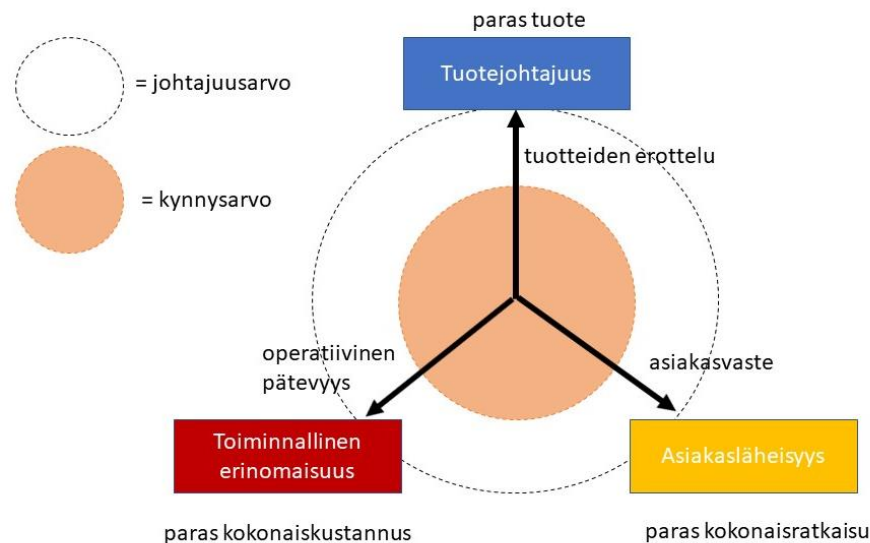 paras tuote
Tuotejohtajuus
= johtajuusarvo
tuotteiden erottelu
= kynnysarvo
operatiivinen
pätevyys
asiakasvaste
Toiminnallinen
erinomaisuus
Asiakasläheisyys
paras kokonaiskustannus
paras kokonaisratkaisu